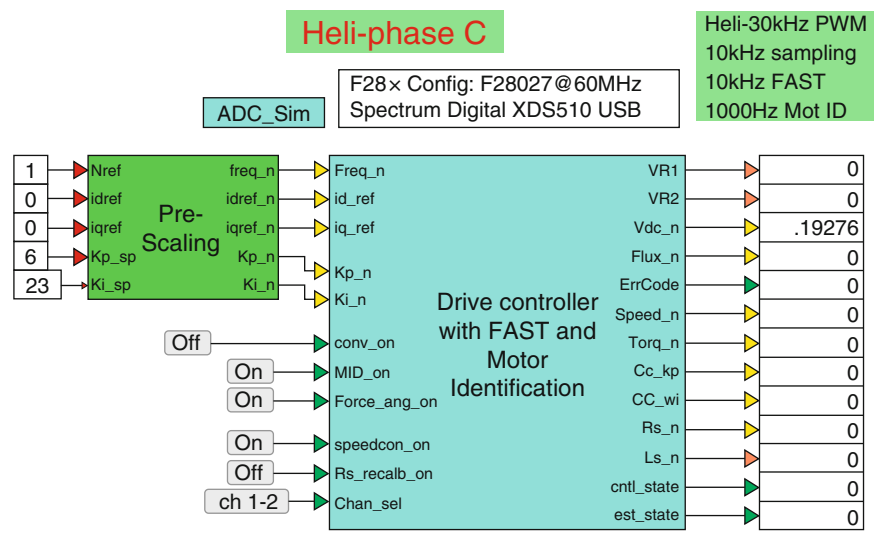 Heli-phase C
Heli-30kHz PWM
10kHz sampling
10kHz FAST
1000Hz Mot ID
ADC_Sim
F28× Config: F28027@60MHz
Spectrum Digital XDS510 USB
1
0
0
6
23
Nref
idref
iqref
Kp_sp
Ki_sp
Pre-
Scaling
freq_n
idref_n
iqref_n
Kp_n
Ki_n
Off
On
On
On
Off
ch 1-2
Freq_n
id_ref
iq_ref
Kp_n
Ki_n
conv_on
MID_on
Force_ang_on
speedcon_on
Rs_recalb_on
Chan_sel
Drive controller
with FAST and
Motor
Identification
VR1
VR2
Vdc_n
Flux_n
ErrCode
Speed_n
Torq_n
Cc_kp
CC_wi
Rs_n
Ls_n
cntl_state
est_state
0
0
.19276
0
0
0
0
0
0
0
0
0
0